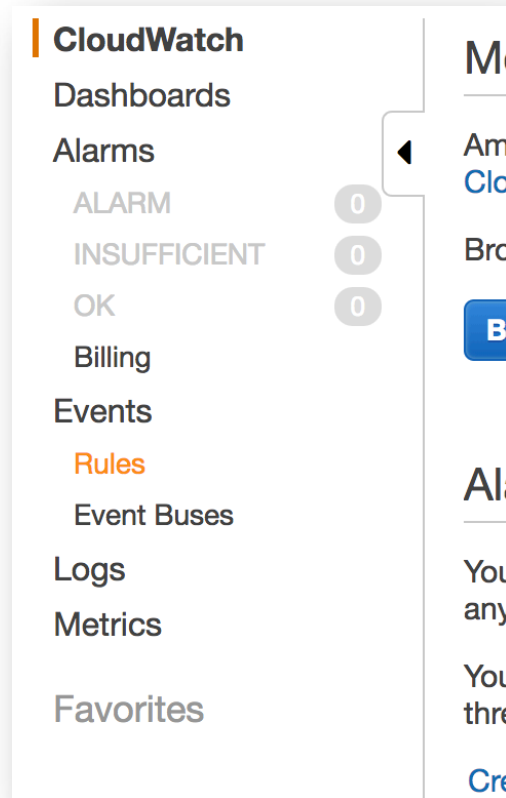 CloudWatch
Dashboards
Alarms
ALARM 0
INSUFFICIENT 0
OK 0
Billing
Events
Rules
Event Buses
Logs
Metrics
Favorites